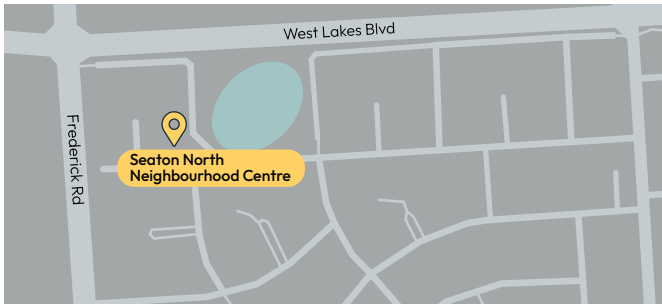 West Lakes Blvd
Frederick Rd
Seaton North
Neighbourhood Centre